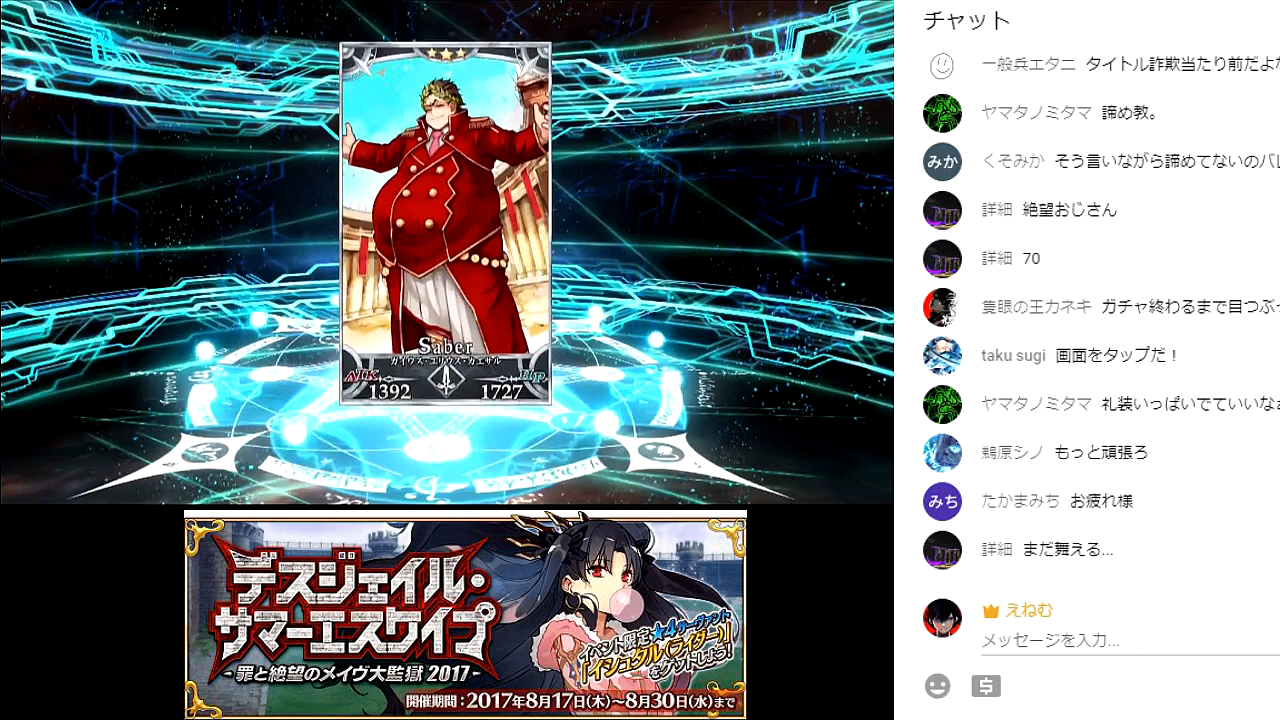 Saber
ガイウス・ユリウス・カエサル
ATK
HP
1392
1727
デスジェイル・
サマーエスケイプ
-罪と絶望のメイヴ大監獄 2017-
イベント限定★4サーヴァント
「イシュタル(ライダー)」
をゲットしよう!
開催期間:2017年8月17日(木)～8月30日(水)まで
チャット
一般兵エタニ タイトル詐欺当たり前だよ
ヤマタノミタマ 諦め教。
みか くそみか そう言いながら諦めてないのバレ
詳細 絶望おじさん
詳細 70
隻眼の王カネキ ガチャ終わるまで目つぶっ
taku sugi 画面をタップだ!
ヤマタノミタマ 礼装いっぱいでていいな
鵜原シノ もっと頑張ろ
みち たかまみち お疲れ様
詳細 まだ舞える...
えねむ
メッセージを入力...